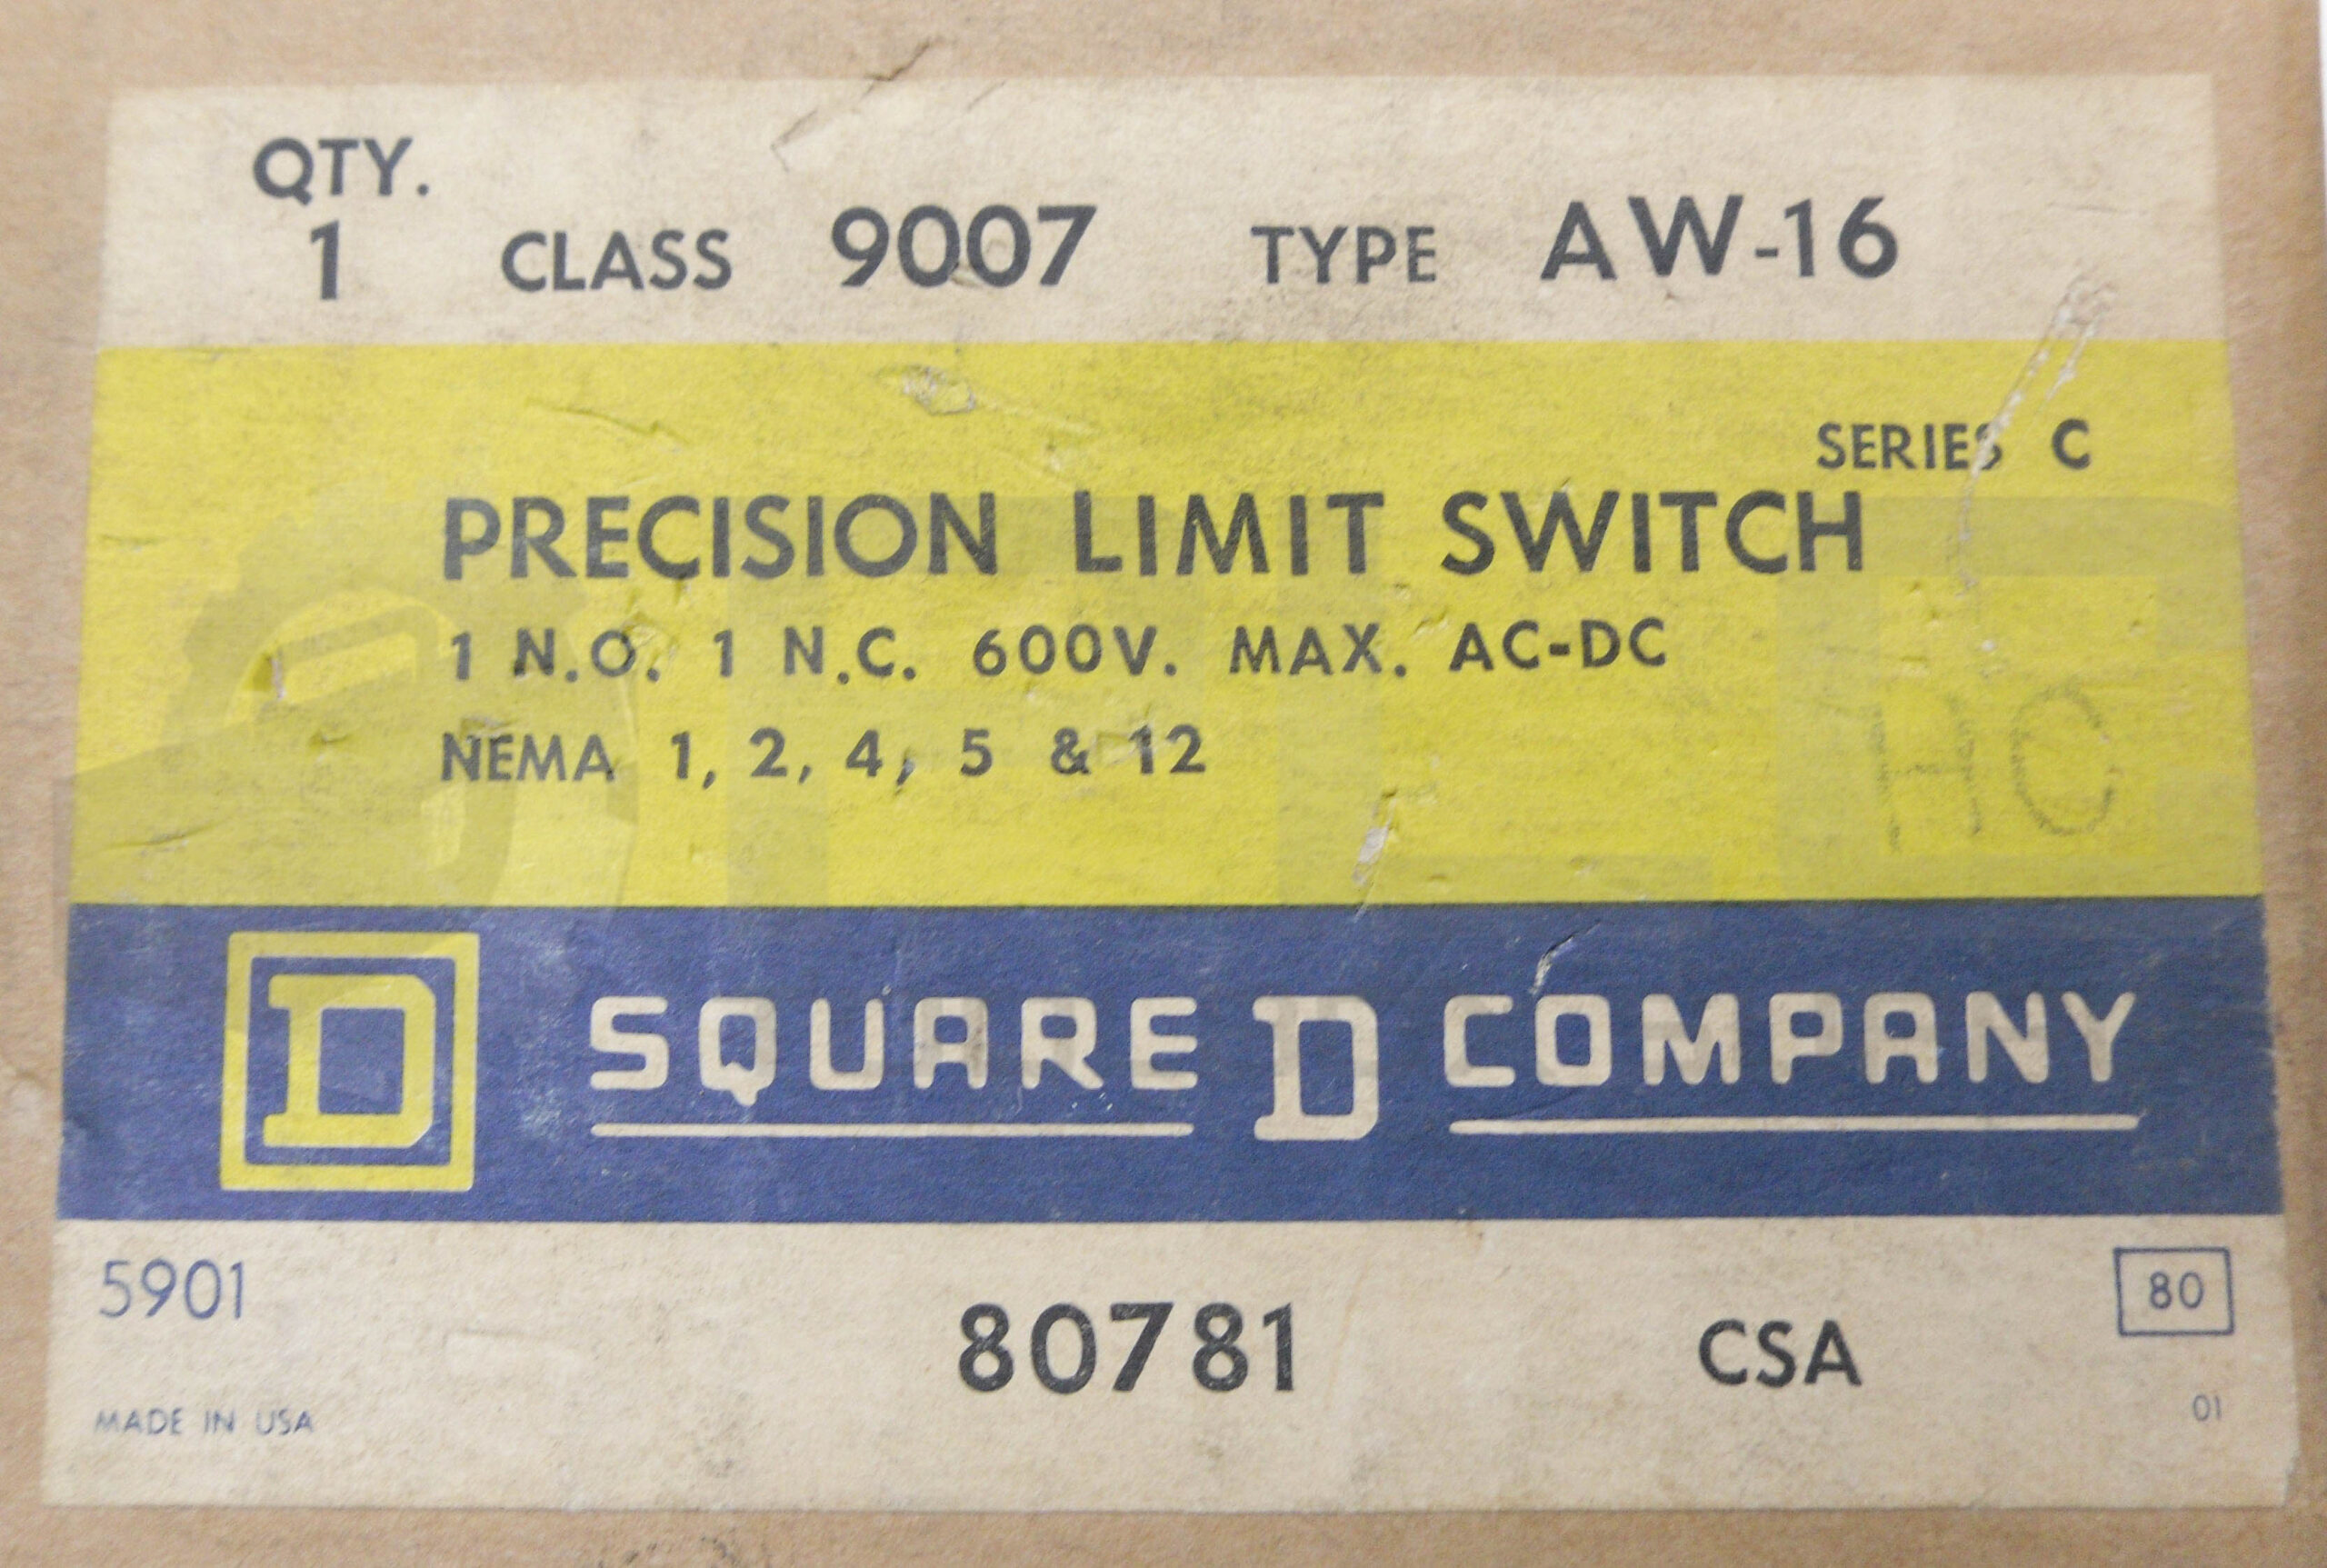 QTY.
1 CLASS 9007 TYPE AW-16
SERIES C
PRECISION LIMIT SWITCH
1 N.O. 1 N.C. 600V. MAX. AC-DC
NEMA 1, 2, 4, 5 & 12
HC
D SQUARE D COMPANY
5901 80781 CSA 80
MADE IN USA 01